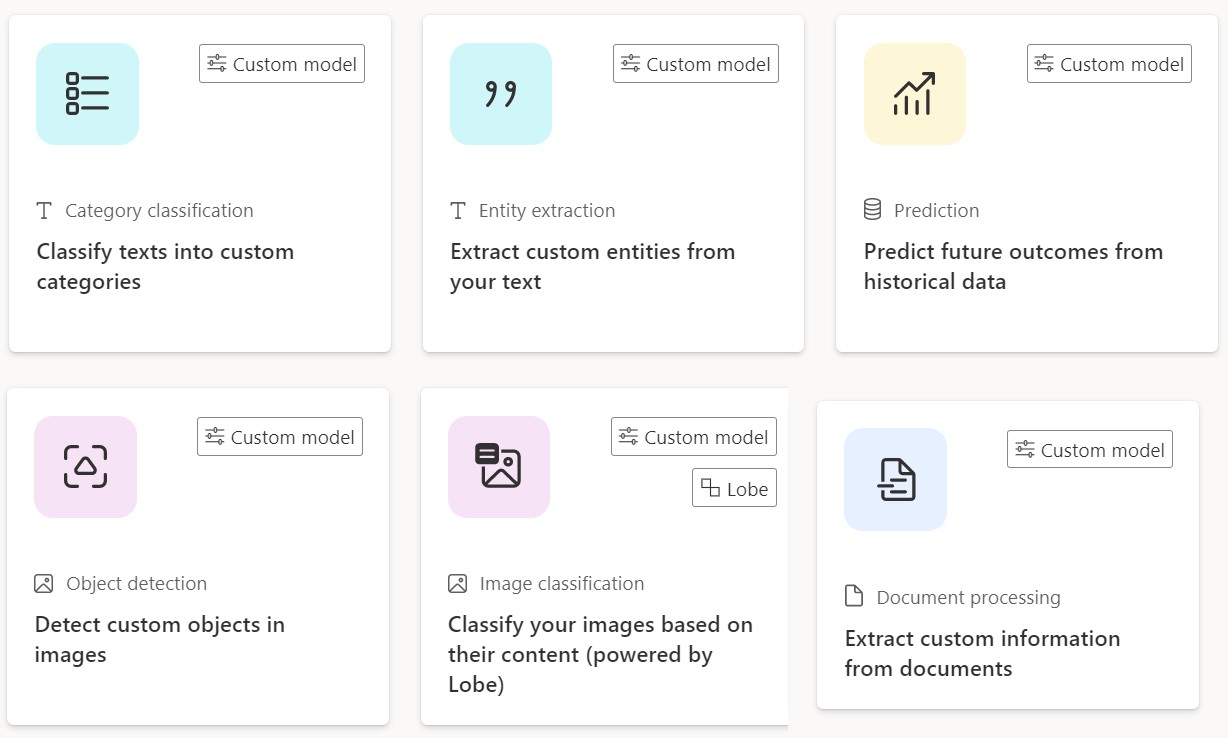 Custom model
Category classification
Classify texts into custom
categories
Custom model
Entity extraction
Extract custom entities from
your text
Custom model
Prediction
Predict future outcomes from
historical data
Custom model
Object detection
Detect custom objects in
images
Custom model
Lobe
Image classification
Classify your images based on
their content (powered by
Lobe)
Custom model
Document processing
Extract custom information
from documents